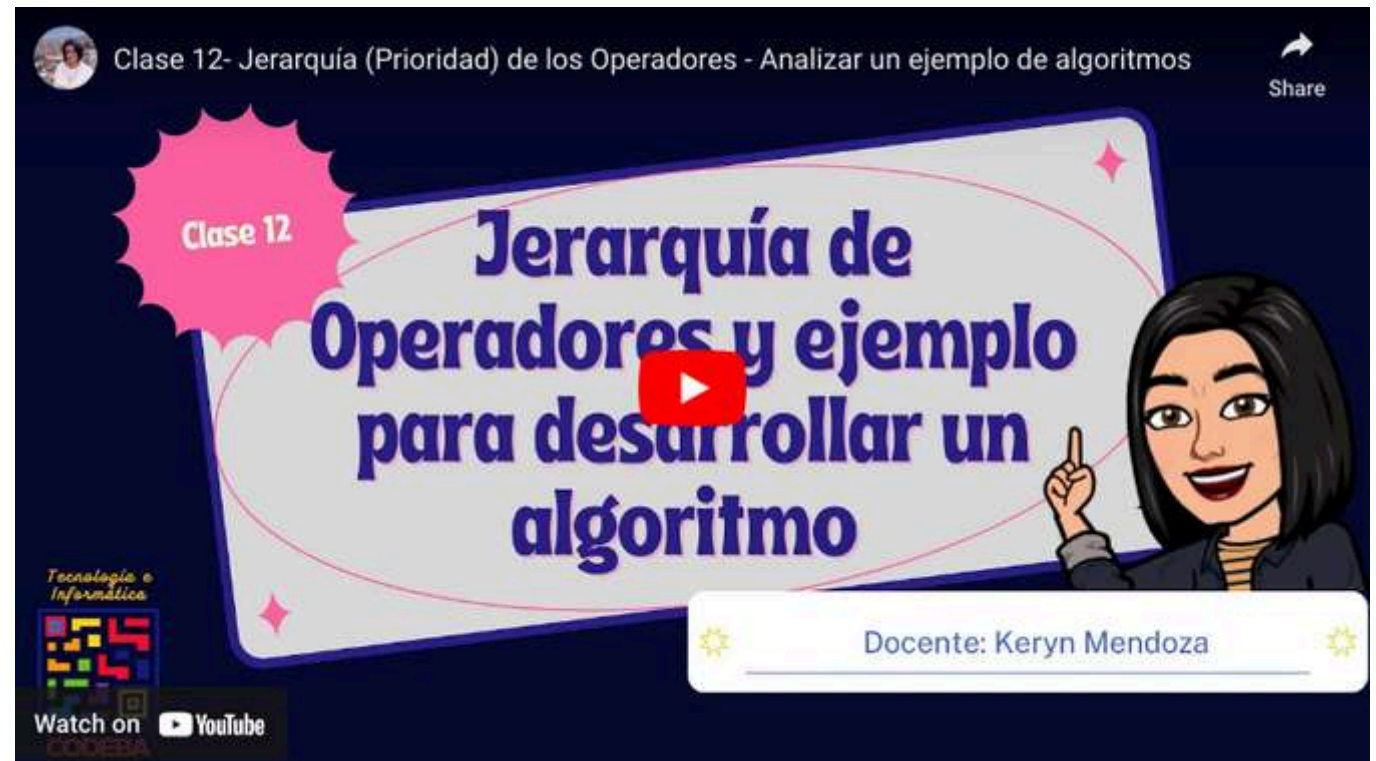 Clase 12- Jerarquía (Prioridad) de los Operadores - Analizar un ejemplo de algoritmos
Share
Clase 12
Jerarquía de
Operadores y ejemplo
para desarrollar un
algoritmo
Tecnología e
Informática
Docente: Keryn Mendoza
Watch on YouTube
CODEBA